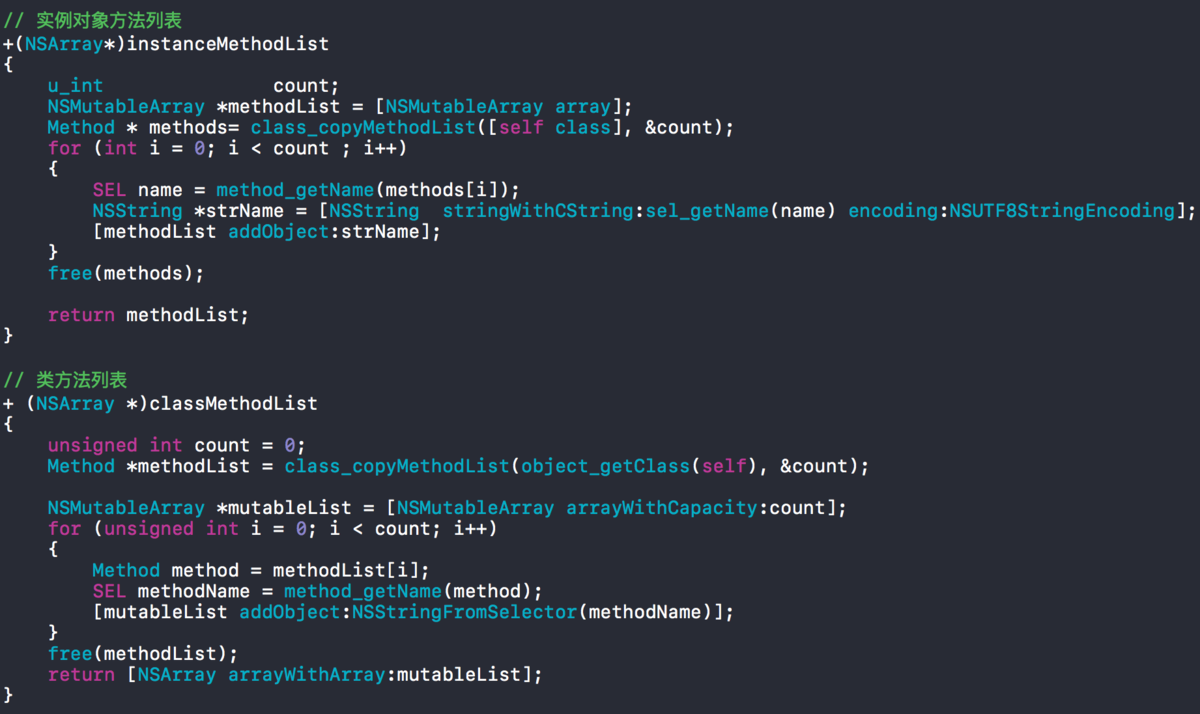 // 实例对象方法列表
+(NSArray*)instanceMethodList
{
    u_int               count;
    NSMutableArray *methodList = [NSMutableArray array];
    Method * methods= class_copyMethodList([self class], &count);
    for (int i = 0; i < count ; i++)
    {
        SEL name = method_getName(methods[i]);
        NSString *strName = [NSString  stringWithCString:sel_getName(name) encoding:NSUTF8StringEncoding];
        [methodList addObject:strName];
    }
    free(methods);

    return methodList;
}

// 类方法列表
+ (NSArray *)classMethodList
{
    unsigned int count = 0;
    Method *methodList = class_copyMethodList(object_getClass(self), &count);

    NSMutableArray *mutableList = [NSMutableArray arrayWithCapacity:count];
    for (unsigned int i = 0; i < count; i++)
    {
        Method method = methodList[i];
        SEL methodName = method_getName(method);
        [mutableList addObject:NSStringFromSelector(methodName)];
    }
    free(methodList);
    return [NSArray arrayWithArray:mutableList];
}